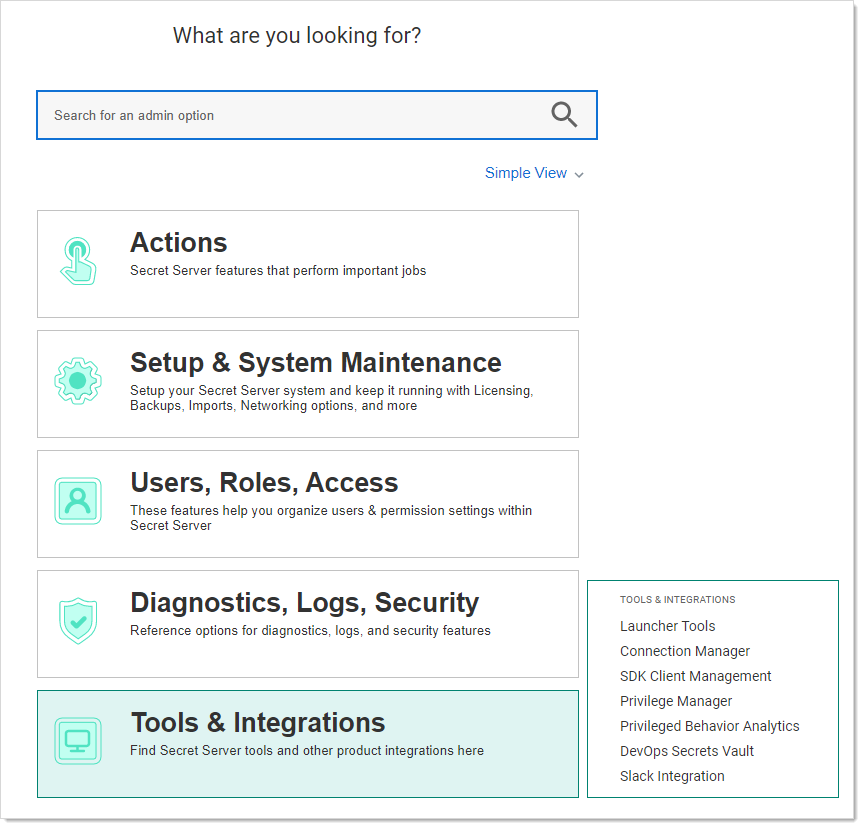 What are you looking for?
Search for an admin option
Simple View
Actions
Secret Server features that perform important jobs
Setup & System Maintenance
Setup your Secret Server system and keep it running with Licensing,
Backups, Imports, Networking options, and more
Users, Roles, Access
These features help you organize users & permission settings within
Secret Server
Diagnostics, Logs, Security
Reference options for diagnostics, logs, and security features
Tools & Integrations
Find Secret Server tools and other product integrations here
TOOLS & INTEGRATIONS
Launcher Tools
Connection Manager
SDK Client Management
Privilege Manager
Privileged Behavior Analytics
DevOps Secrets Vault
Slack Integration